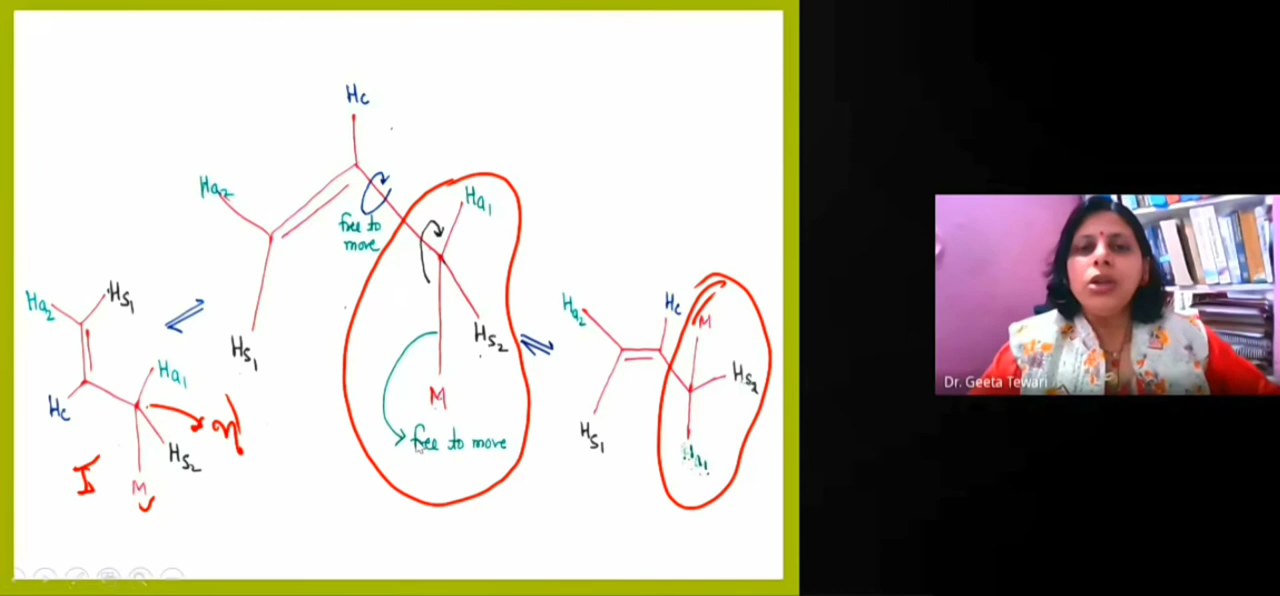 Hc
Ha2
free to
move
Ha1
Hs1
Hs2
M
free to move
Ha2
Hs1
Hc
Ha1
Hs2
M
I
η1
Ha2
Hc
M
Hs2
Hs1
Ha1
Dr. Geeta Tewari